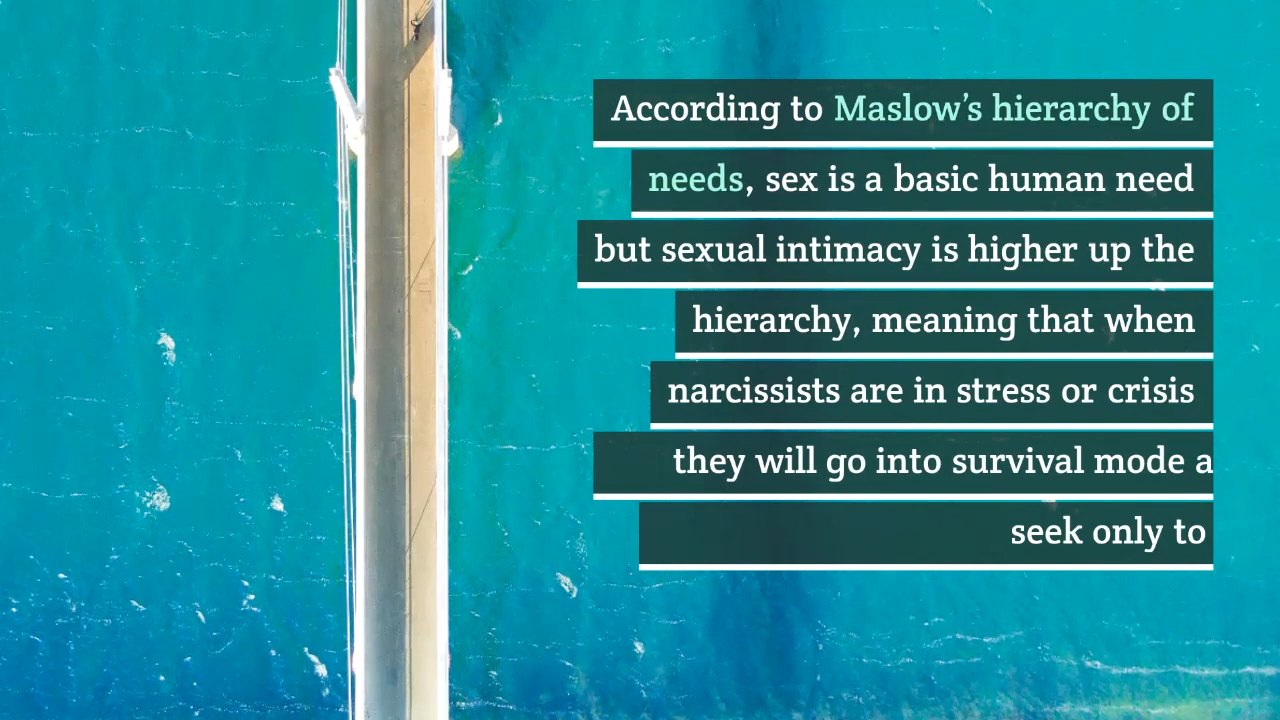 According to Maslow’s hierarchy of
needs, sex is a basic human need
but sexual intimacy is higher up the
hierarchy, meaning that when
narcissists are in stress or crisis
they will go into survival mode a
seek only to